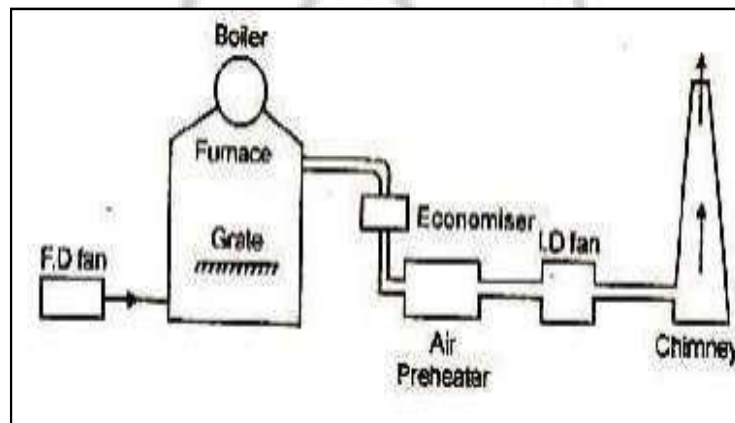 Boiler
Furnace
Grate
F.D fan
Economiser
I.D fan
Air
Preheater
Chimney